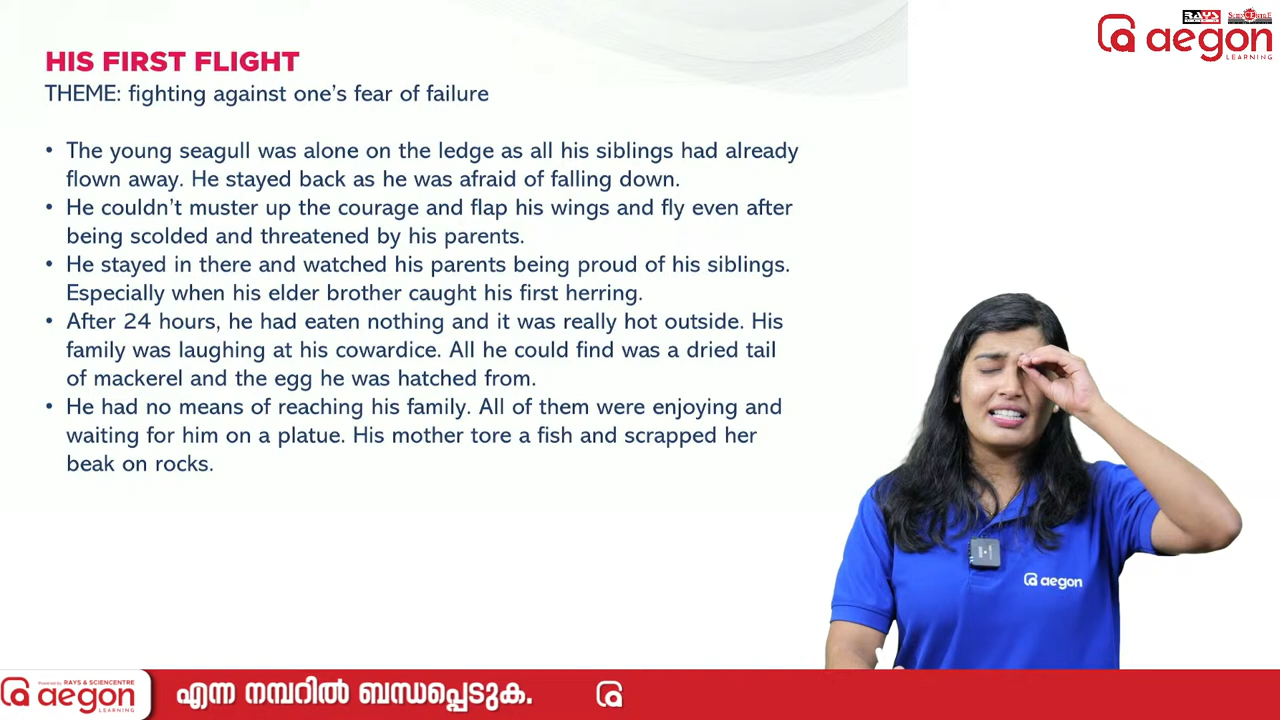 RAYS
SCIENCENTRE
aegon
LEARNING
HIS FIRST FLIGHT
THEME: fighting against one’s fear of failure
• The young seagull was alone on the ledge as all his siblings had already
flown away. He stayed back as he was afraid of falling down.
• He couldn’t muster up the courage and flap his wings and fly even after
being scolded and threatened by his parents.
• He stayed in there and watched his parents being proud of his siblings.
Especially when his elder brother caught his first herring.
• After 24 hours, he had eaten nothing and it was really hot outside. His
family was laughing at his cowardice. All he could find was a dried tail
of mackerel and the egg he was hatched from.
• He had no means of reaching his family. All of them were enjoying and
waiting for him on a platue. His mother tore a fish and scrapped her
beak on rocks.
aegon
Powered by RAYS & SCIENCENTRE
aegon
LEARNING
എന്ന നമ്പറിൽ ബന്ധപ്പെടുക.